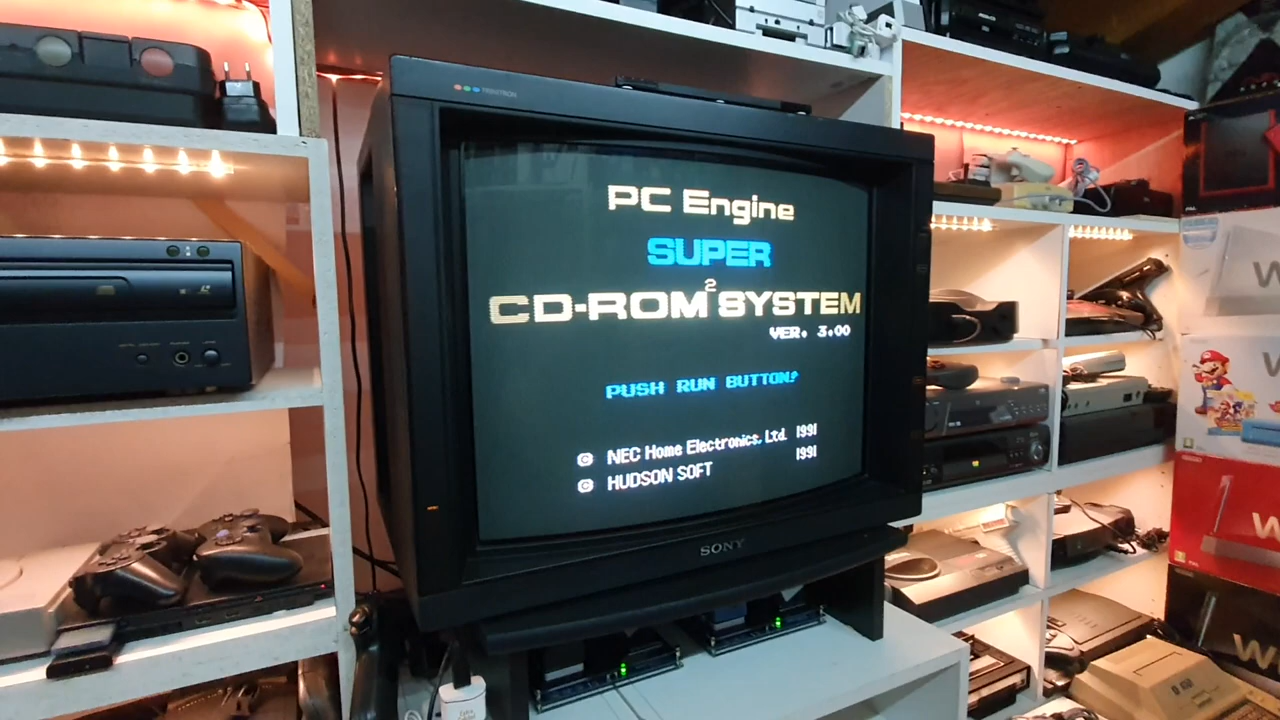 TRINITRON
PC Engine
SUPER
CD-ROM² SYSTEM
VER. 3.00
PUSH RUN BUTTON!
© NEC Home Electronics, Ltd. 1991
© HUDSON SOFT 1991
SONY
W
W
W
W